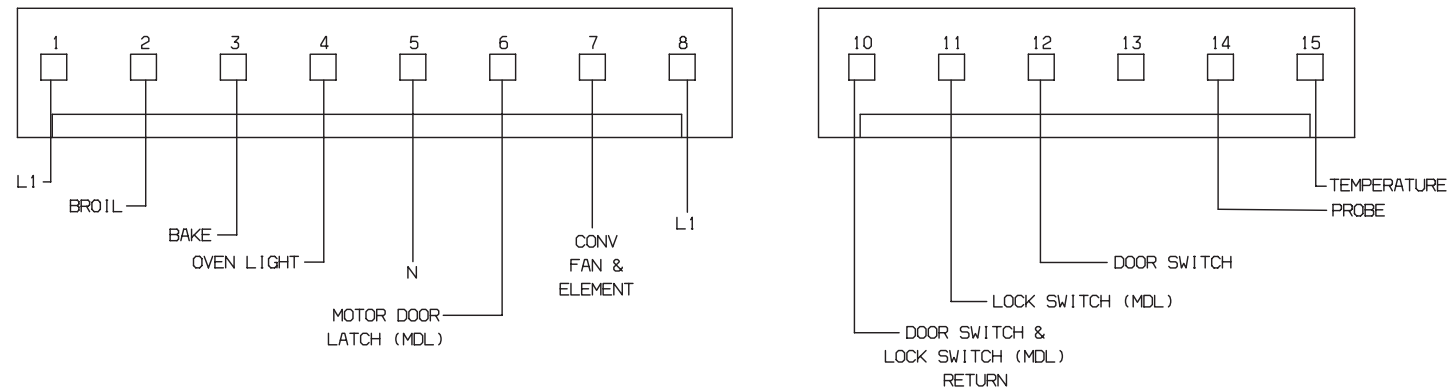 1 2 3 4 5 6 7 8
10 11 12 13 14 15
L1
BROIL
BAKE
OVEN LIGHT
N
MOTOR DOOR
LATCH (MDL)
CONV
FAN &
ELEMENT
L1
TEMPERATURE
PROBE
DOOR SWITCH
LOCK SWITCH (MDL)
DOOR SWITCH &
LOCK SWITCH (MDL)
RETURN